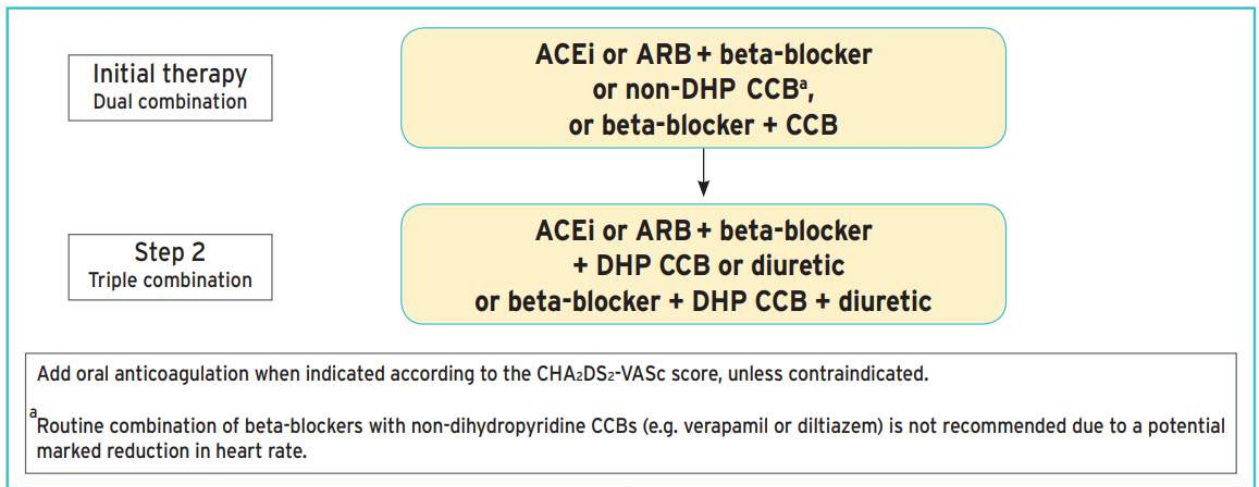 Initial therapy
Dual combination
ACEi or ARB + beta-blocker
or non-DHP CCBᵃ,
or beta-blocker + CCB
Step 2
Triple combination
ACEi or ARB + beta-blocker
+ DHP CCB or diuretic
or beta-blocker + DHP CCB + diuretic
Add oral anticoagulation when indicated according to the CHA₂DS₂-VASc score, unless contraindicated.
ᵃRoutine combination of beta-blockers with non-dihydropyridine CCBs (e.g. verapamil or diltiazem) is not recommended due to a potential
marked reduction in heart rate.